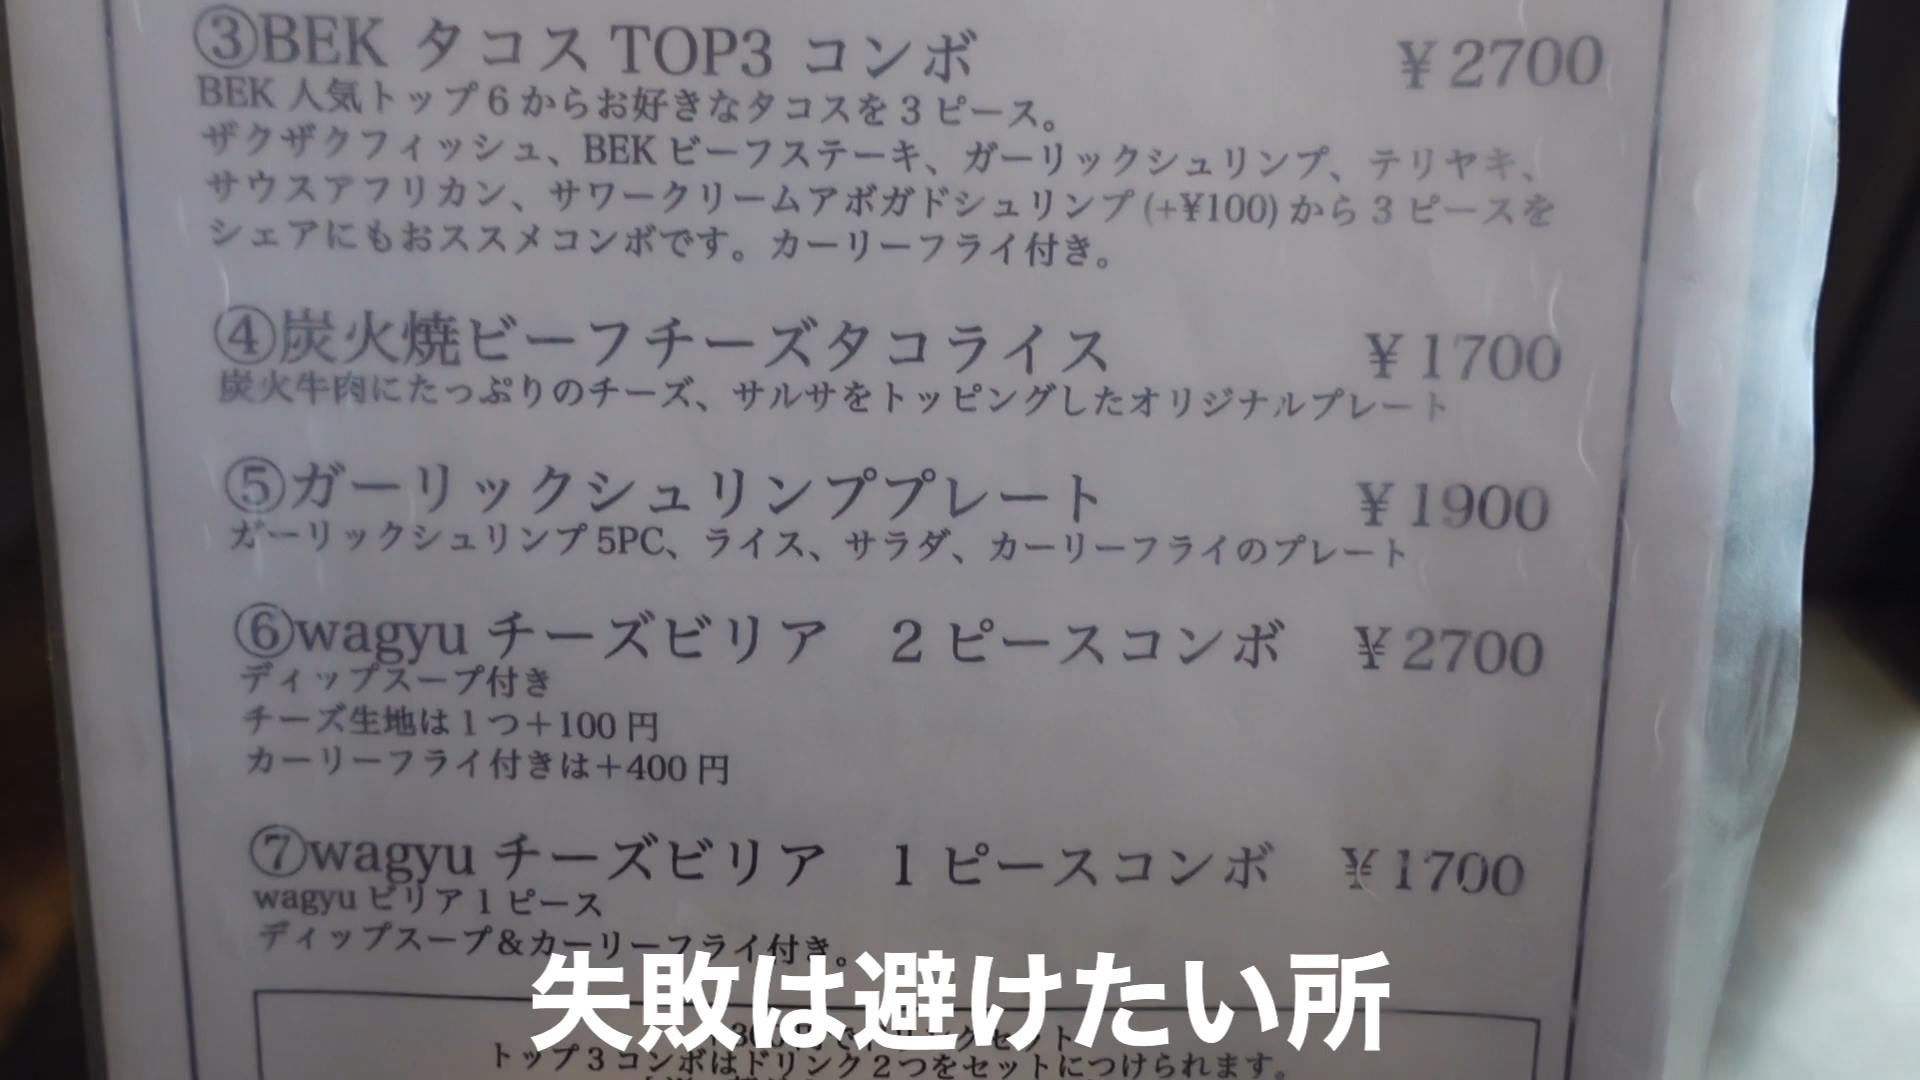 ③BEK タコス TOP3 コンボ ¥2700
BEK 人気トップ6からお好きなタコスを3ピース。
ザクザクフィッシュ、BEK ビーフステーキ、ガーリックシュリンプ、テリヤキ、
サウスアフリカン、サワークリームアボガドシュリンプ(+¥100)から3ピースを
シェアにもおススメコンボです。カーリーフライ付き。
④炭火焼ビーフチーズタコライス ¥1700
炭火牛肉にたっぷりのチーズ、サルサをトッピングしたオリジナルプレート
⑤ガーリックシュリンププレート ¥1900
ガーリックシュリンプ5PC、ライス、サラダ、カーリーフライのプレート
⑥wagyu チーズビリア 2ピースコンボ ¥2700
ディップスープ付き
チーズ生地は1つ+100円
カーリーフライ付きは+400円
⑦wagyu チーズビリア 1ピースコンボ ¥1700
wagyu ビリア1ピース
ディップスープ&カーリーフライ付き。
失敗は避けたい所
トップ3コンボはドリンク2つをセットにつけられます。